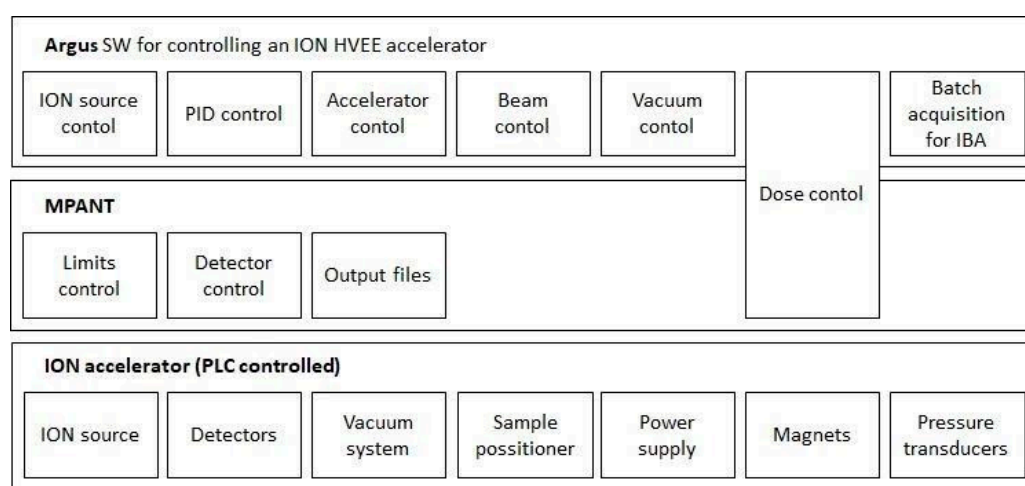 Argus SW for controlling an ION HVEE accelerator
ION source
contol
PID control
Accelerator
contol
Beam
contol
Vacuum
contol
Dose contol
Batch
acquisition
for IBA
MPANT
Limits
control
Detector
control
Output files
ION accelerator (PLC controlled)
ION source
Detectors
Vacuum
system
Sample
possitioner
Power
supply
Magnets
Pressure
transducers